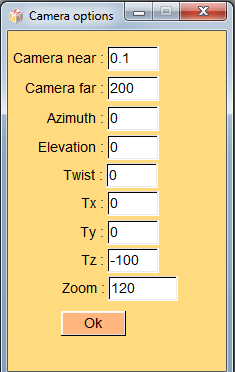 Camera options
Camera near : 0.1
Camera far : 200
Azimuth : 0
Elevation : 0
Twist : 0
Tx : 0
Ty : 0
Tz : -100
Zoom : 120
Ok